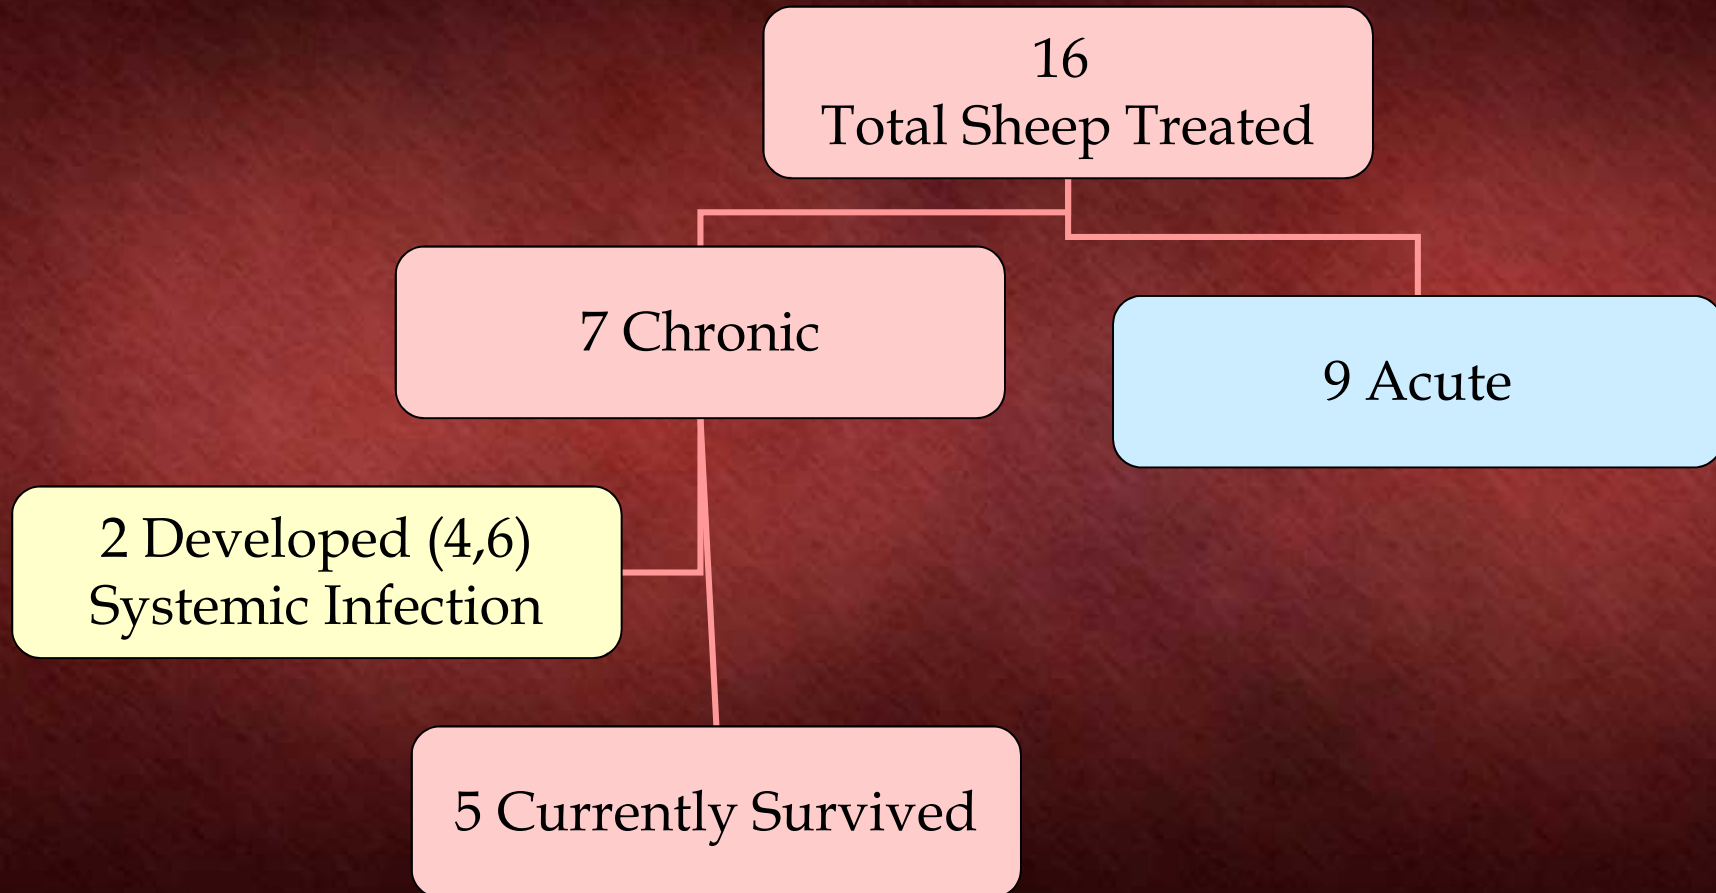 16
Total Sheep Treated
7 Chronic
9 Acute
2 Developed (4,6)
Systemic Infection
5 Currently Survived